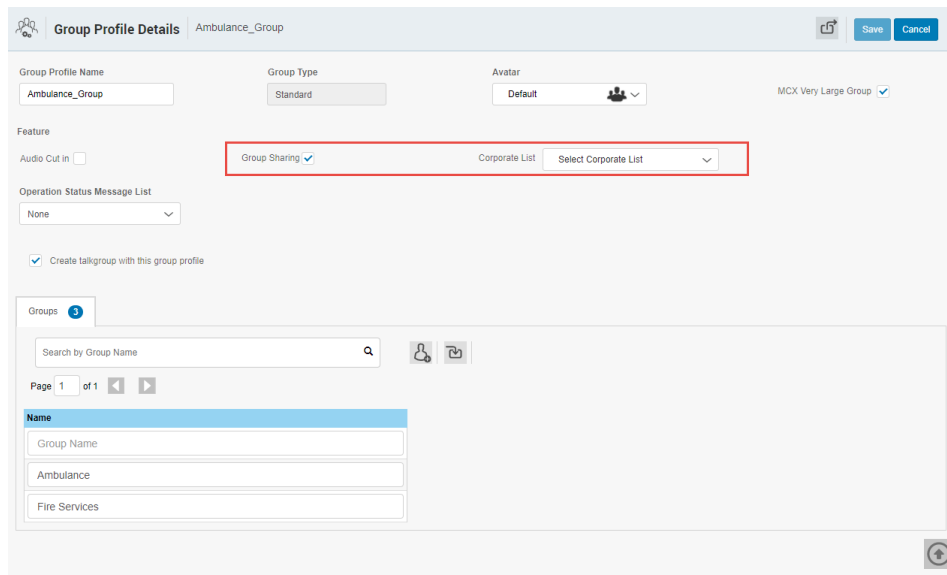 Group Profile Details Ambulance_Group Save Cancel
Group Profile Name Group Type Avatar
Ambulance_Group Standard Default MCX Very Large Group
Feature
Audio Cut in Group Sharing Corporate List Select Corporate List
Operation Status Message List
None
Create talkgroup with this group profile
Groups 3
Search by Group Name
Page 1 of 1
Name
Group Name
Ambulance
Fire Services